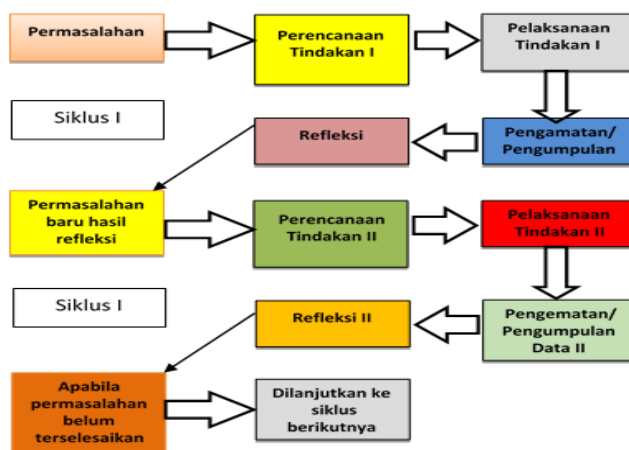 Permasalahan
Perencanaan
Tindakan I
Pelaksanaan
Tindakan I
Siklus I
Refleksi
Pengamatan/
Pengumpulan
Permasalahan
baru hasil
refleksi
Perencanaan
Tindakan II
Pelaksanaan
Tindakan II
Siklus I
Refleksi II
Pengematan/
Pengumpulan
Data II
Apabila
permasalahan
belum
terselesaikan
Dilanjutkan ke
siklus
berikutnya